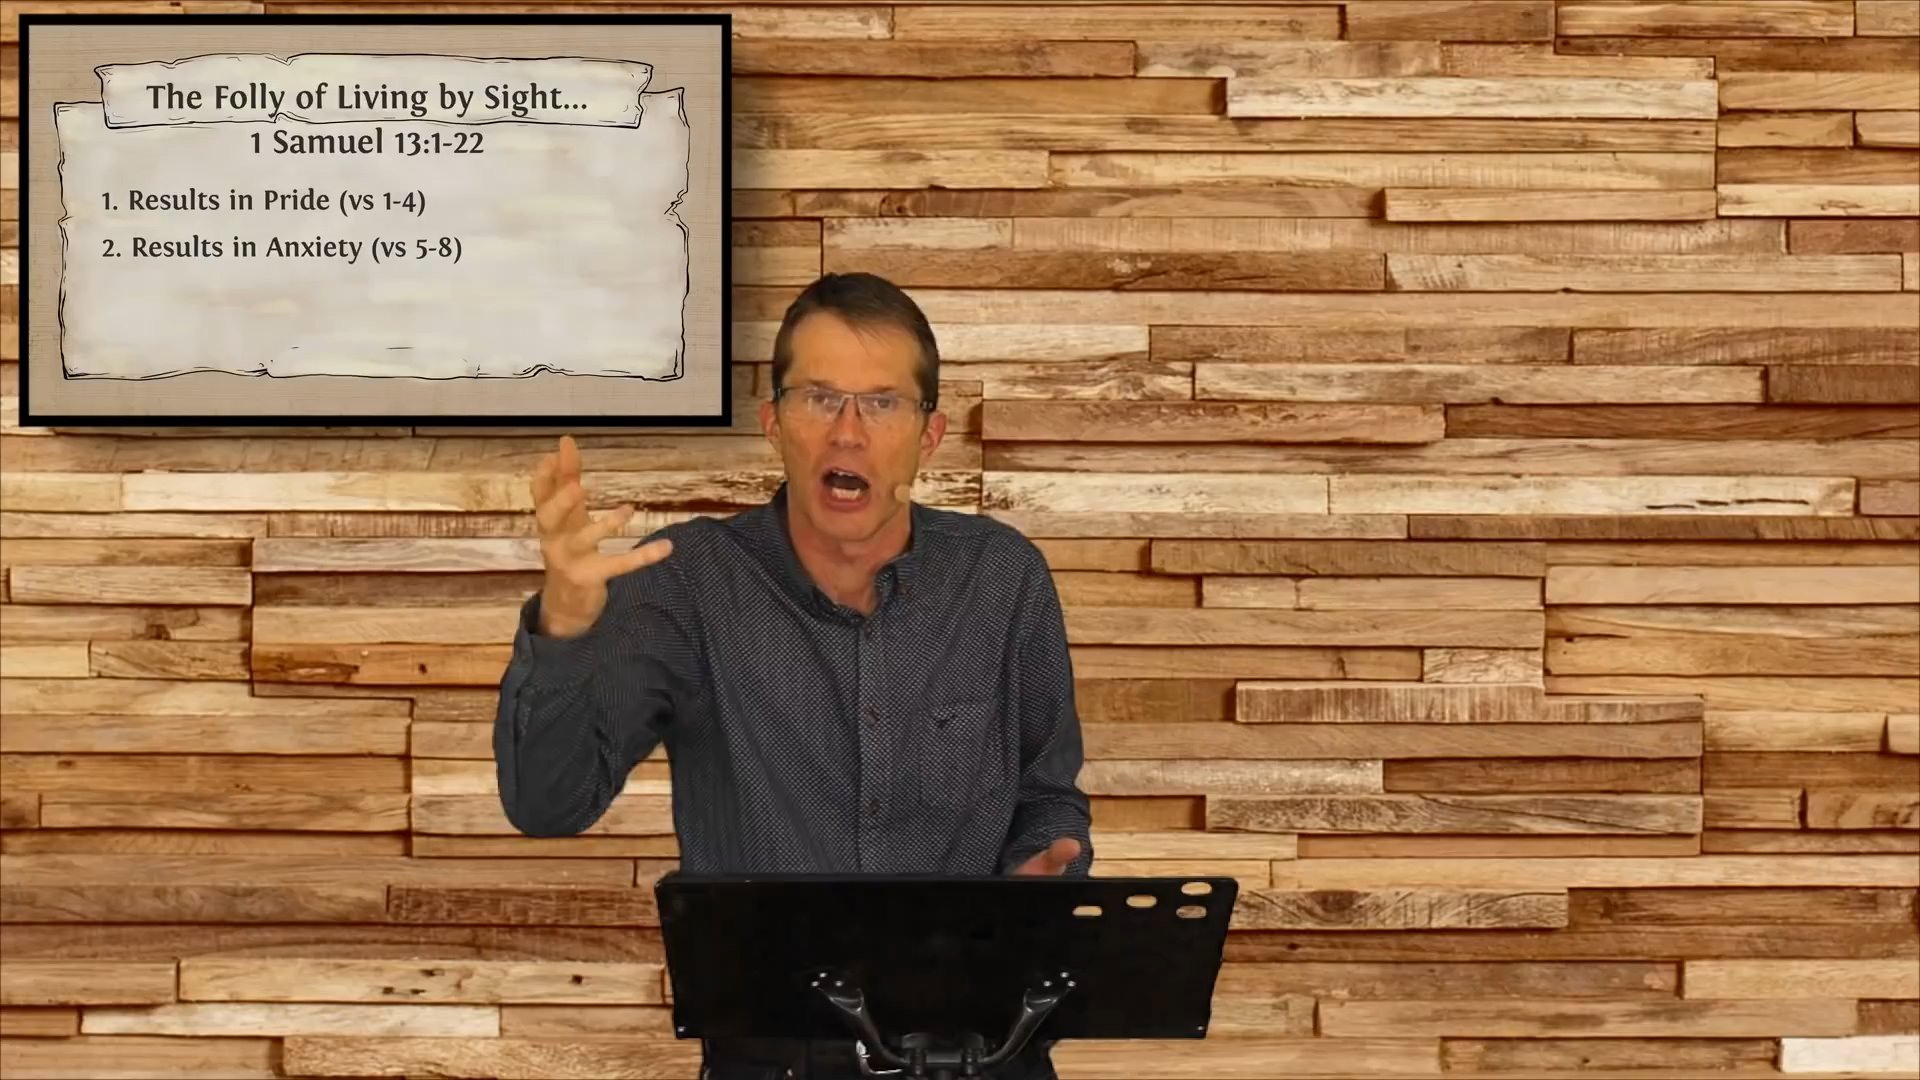 The Folly of Living by Sight...
1 Samuel 13:1-22
1. Results in Pride (vs 1-4)
2. Results in Anxiety (vs 5-8)